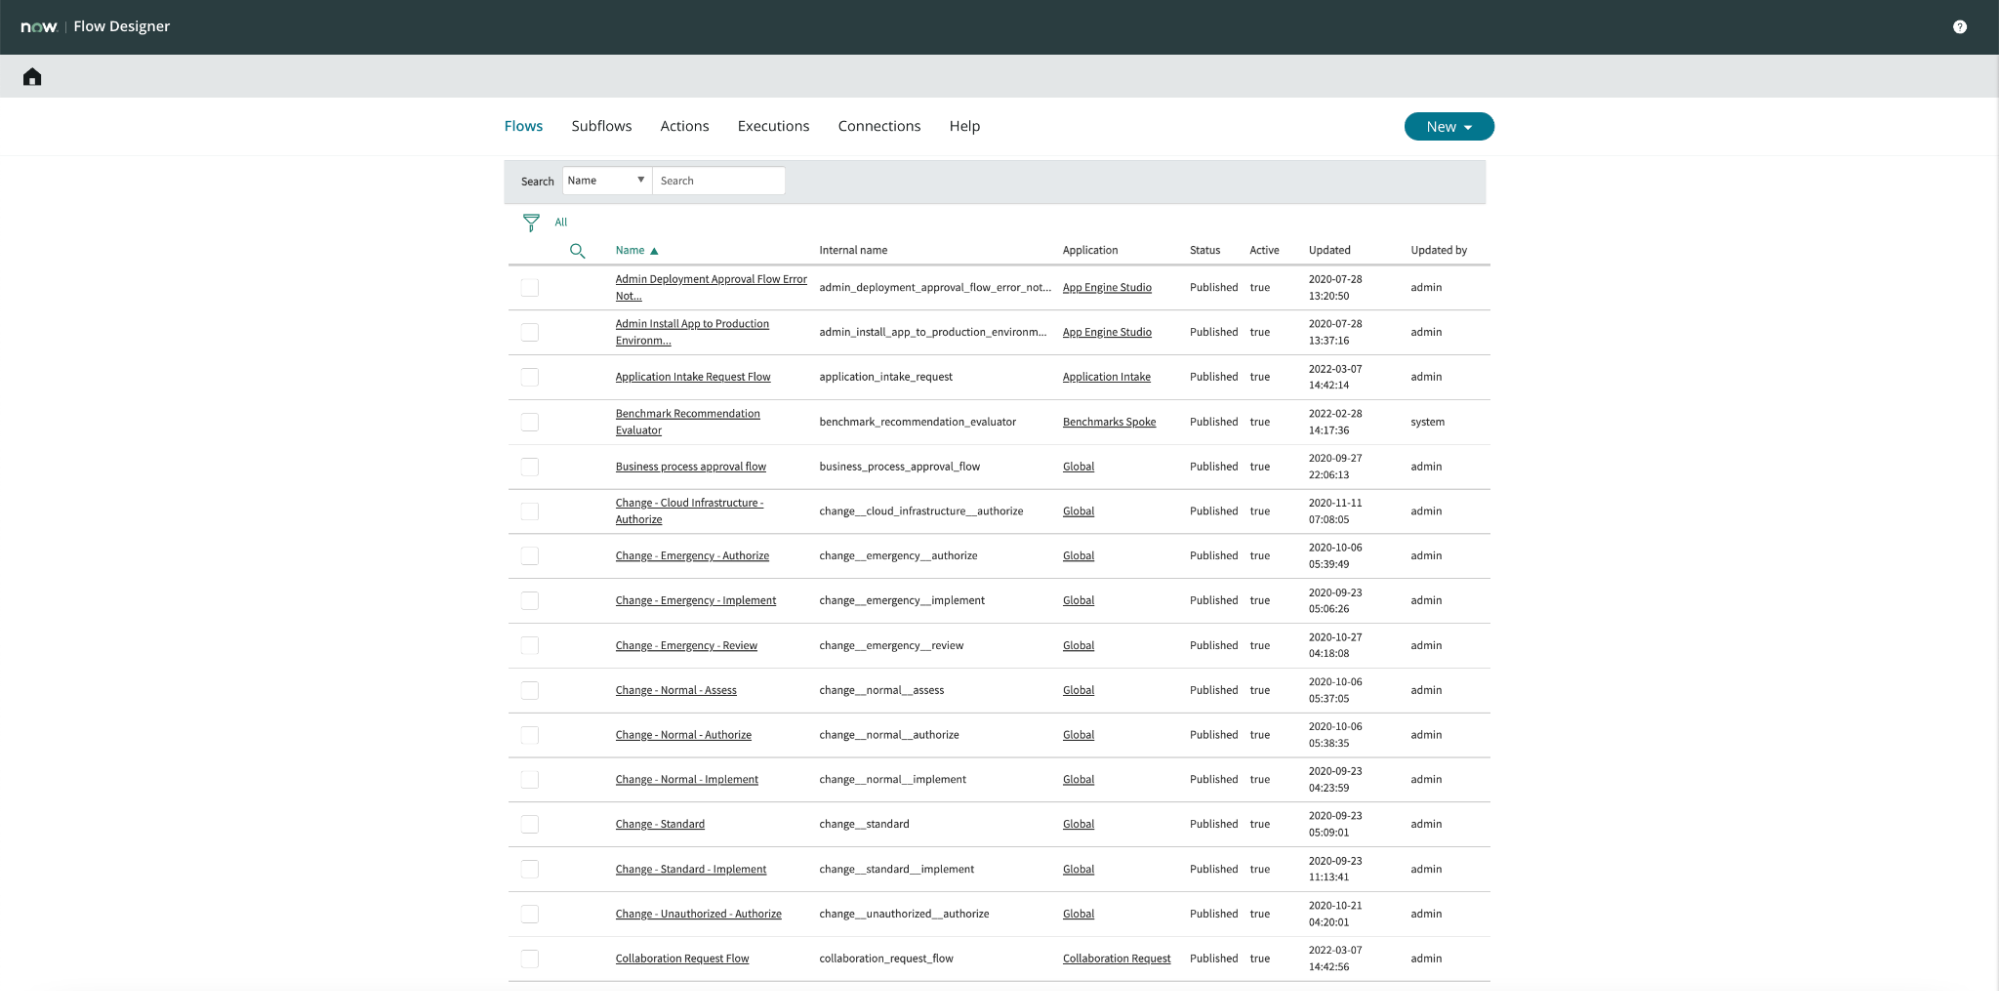 now. | Flow Designer
Flows Subflows Actions Executions Connections Help New
Search Name Search
All
Name Internal name Application Status Active Updated Updated by
Admin Deployment Approval Flow Error Not... admin_deployment_approval_flow_error_not... App Engine Studio Published true 2020-07-28 13:20:50 admin
Admin Install App to Production Environm... admin_install_app_to_production_environm... App Engine Studio Published true 2020-07-28 13:37:16 admin
Application Intake Request Flow application_intake_request Application Intake Published true 2022-03-07 14:42:14 admin
Benchmark Recommendation Evaluator benchmark_recommendation_evaluator Benchmarks Spoke Published true 2022-02-28 14:17:36 system
Business process approval flow business_process_approval_flow Global Published true 2020-09-27 22:06:13 admin
Change - Cloud Infrastructure - Authorize change__cloud_infrastructure__authorize Global Published true 2020-11-11 07:08:05 admin
Change - Emergency - Authorize change__emergency__authorize Global Published true 2020-10-06 05:39:49 admin
Change - Emergency - Implement change__emergency__implement Global Published true 2020-09-23 05:06:26 admin
Change - Emergency - Review change__emergency__review Global Published true 2020-10-27 04:18:08 admin
Change - Normal - Assess change__normal__assess Global Published true 2020-10-06 05:37:05 admin
Change - Normal - Authorize change__normal__authorize Global Published true 2020-10-06 05:38:35 admin
Change - Normal - Implement change__normal__implement Global Published true 2020-09-23 04:23:59 admin
Change - Standard change__standard Global Published true 2020-09-23 05:09:01 admin
Change - Standard - Implement change__standard__implement Global Published true 2020-09-23 11:13:41 admin
Change - Unauthorized - Authorize change__unauthorized__authorize Global Published true 2020-10-21 04:20:01 admin
Collaboration Request Flow collaboration_request_flow Collaboration Request Published true 2022-03-07 14:42:56 admin